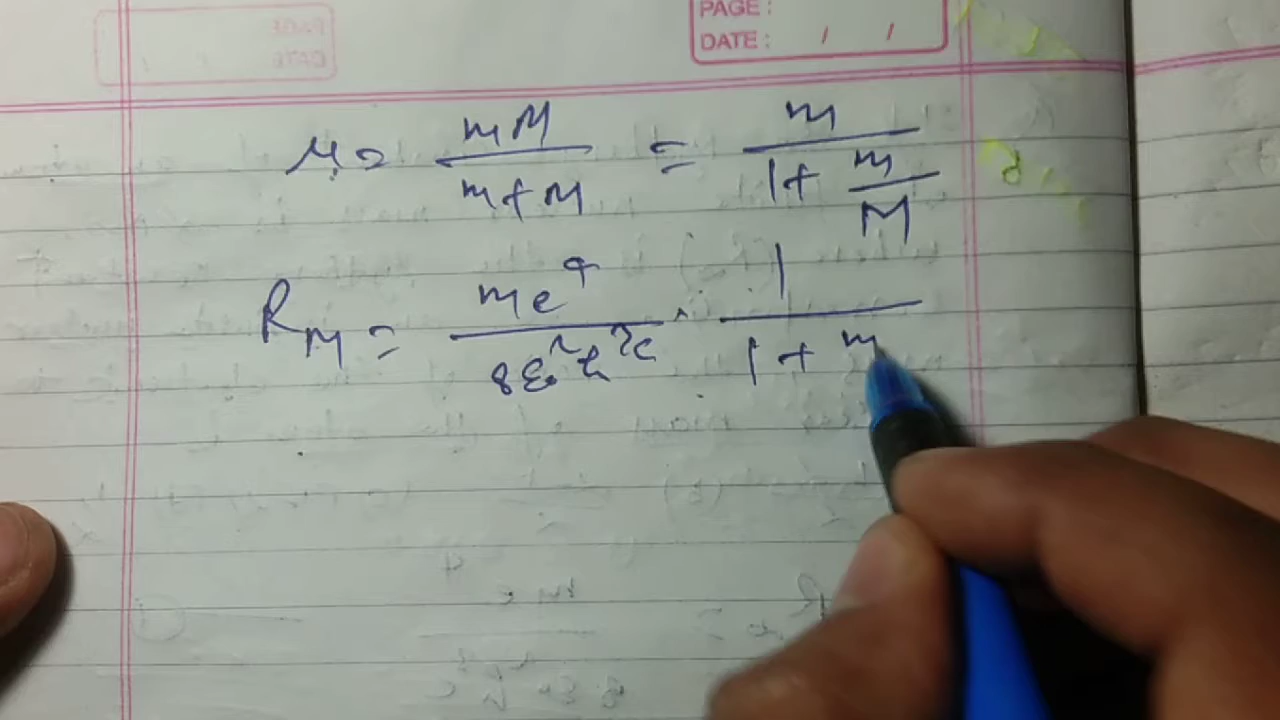 PAGE :
DATE : / /
μ = mM / m + M = m / 1 + m/M
R_M = me⁴ / 8ε₀²h³c · 1 / 1 + m